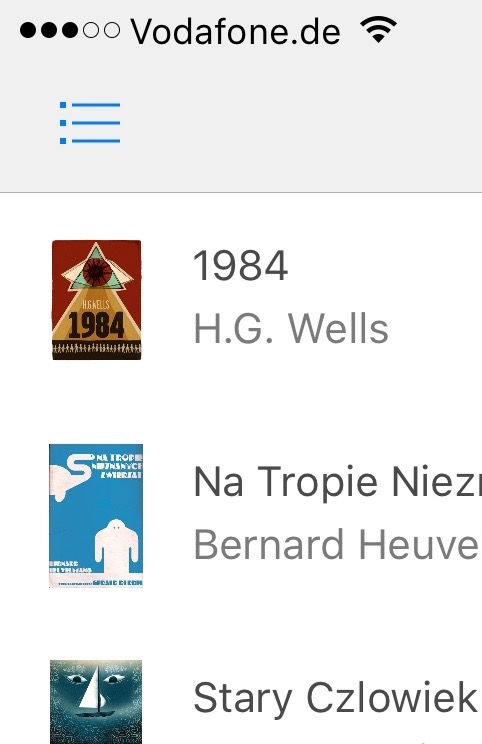 Vodafone.de
1984
H.G. Wells
H.G.WELLS
1984
Na Tropie Niezn
Bernard Heuve
NA TROPIE
NIEZNANYCH
ZWIERZĄT
BERNARD
HEUVELMANS
Stary Czlowiek